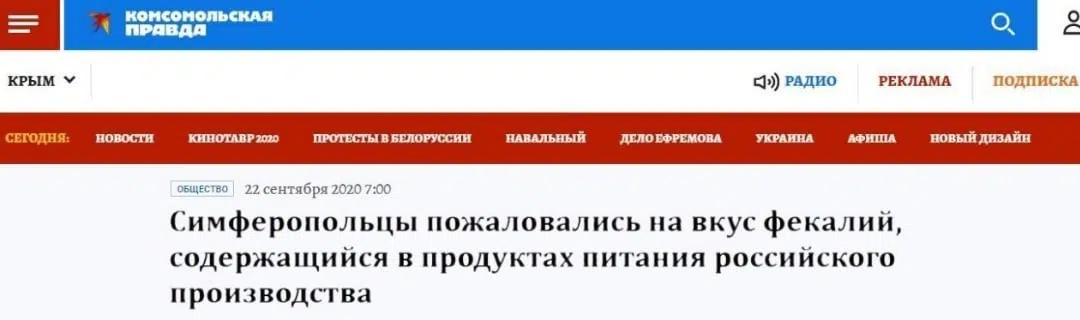 КОМСОМОЛЬСКАЯ
ПРАВДА
КРЫМ
РАДИО
РЕКЛАМА
ПОДПИСКА
СЕГОДНЯ: НОВОСТИ КИНОТАВР 2020 ПРОТЕСТЫ В БЕЛОРУССИИ НАВАЛЬНЫЙ ДЕЛО ЕФРЕМОВА УКРАИНА АФИША НОВЫЙ ДИЗАЙН
ОБЩЕСТВО 22 сентября 2020 7:00
Симферопольцы пожаловались на вкус фекалий,
содержащийся в продуктах питания российского
производства